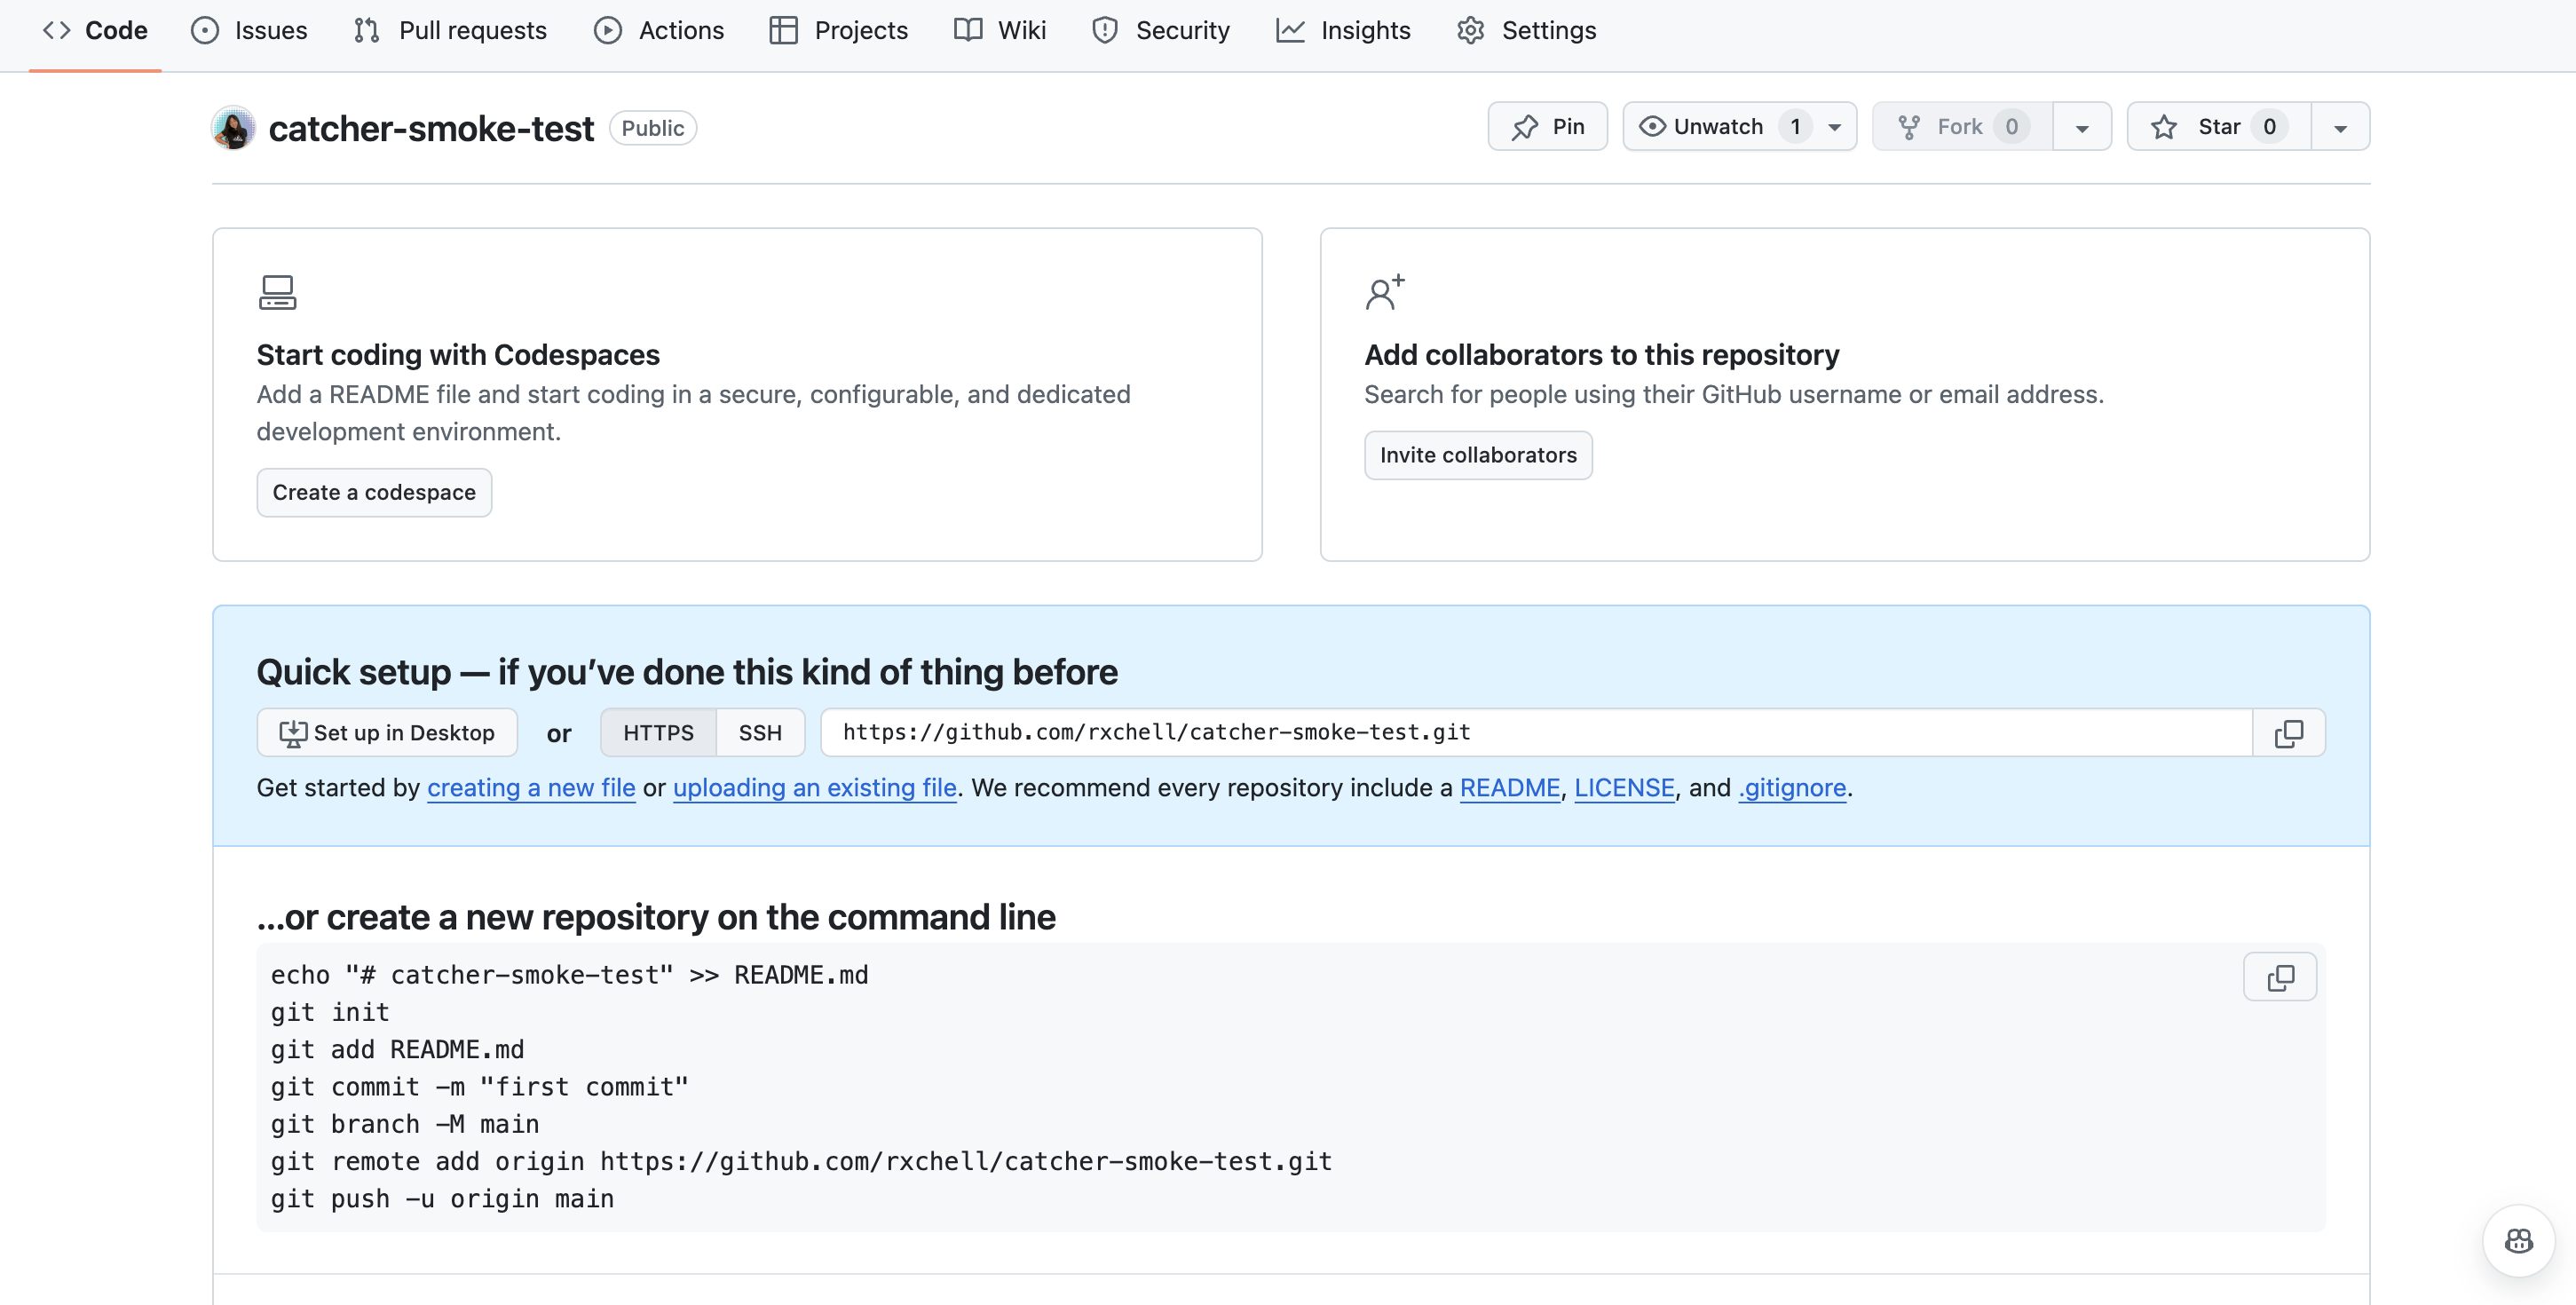 Code Issues Pull requests Actions Projects Wiki Security Insights Settings
catcher-smoke-test Public Pin Unwatch 1 Fork 0 Star 0
Start coding with Codespaces
Add a README file and start coding in a secure, configurable, and dedicated
development environment.
Create a codespace
Add collaborators to this repository
Search for people using their GitHub username or email address.
Invite collaborators
Quick setup — if you’ve done this kind of thing before
Set up in Desktop or HTTPS SSH https://github.com/rxchell/catcher-smoke-test.git
Get started by creating a new file or uploading an existing file. We recommend every repository include a README, LICENSE, and .gitignore.
…or create a new repository on the command line
echo "# catcher-smoke-test" >> README.md
git init
git add README.md
git commit -m "first commit"
git branch -M main
git remote add origin https://github.com/rxchell/catcher-smoke-test.git
git push -u origin main